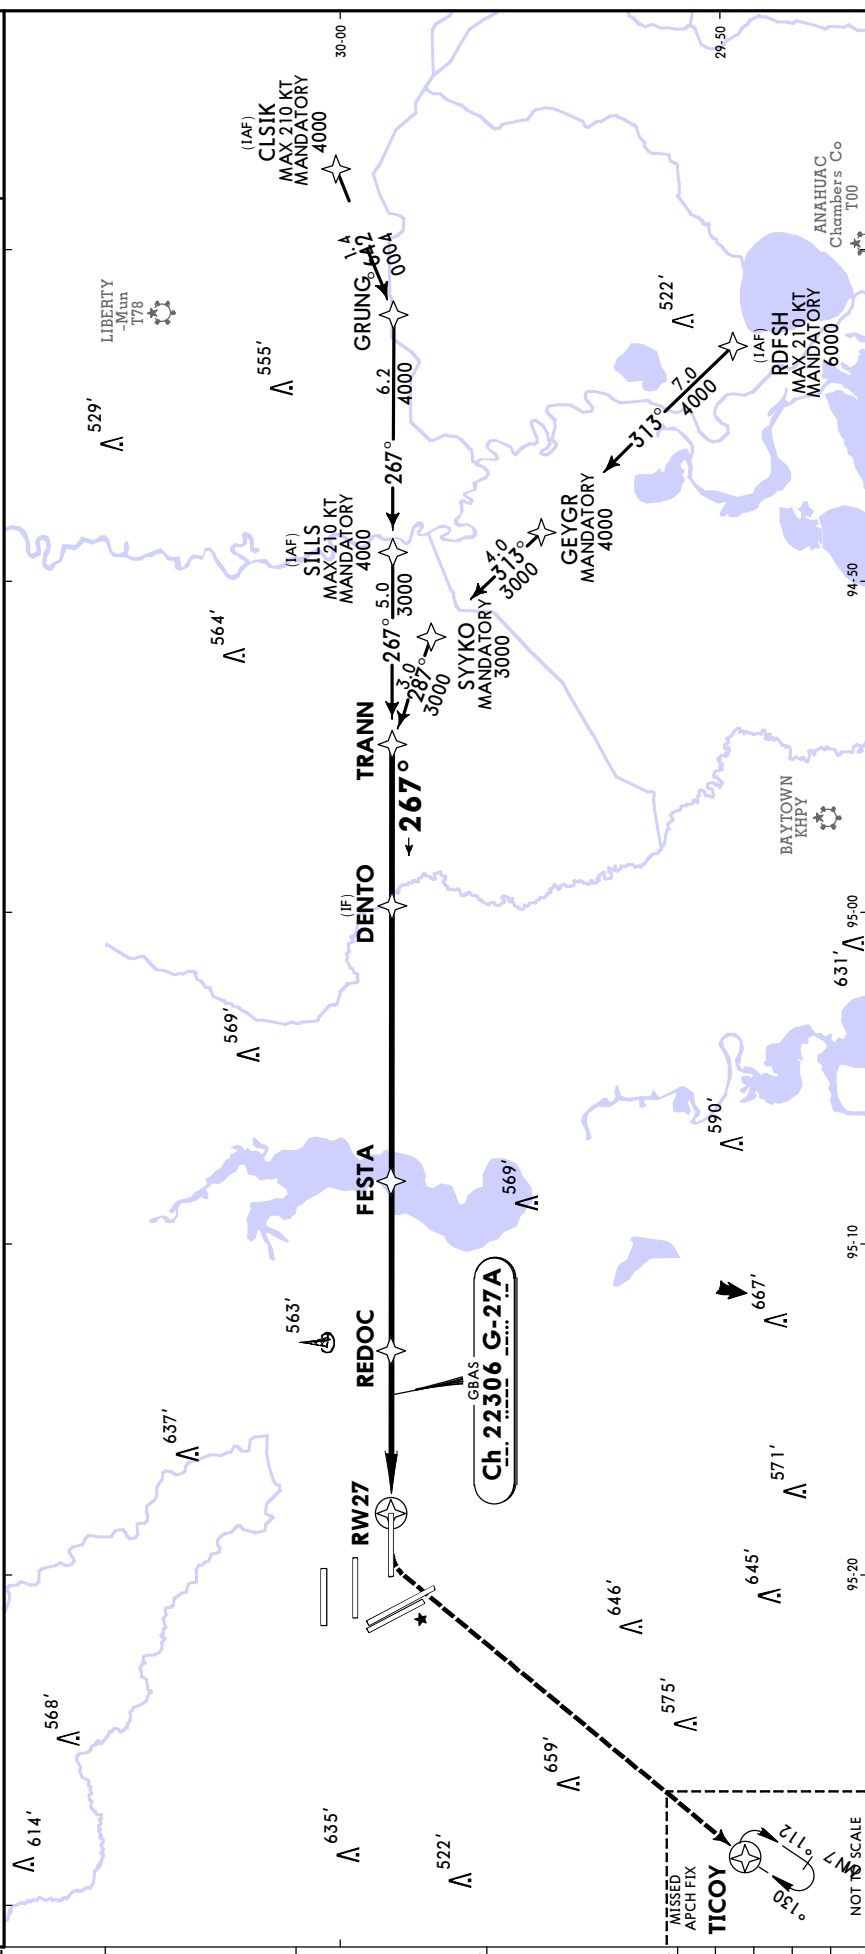 30-00
29-50
(IAF)
CLSIK
MAX 210 KT
MANDATORY
4000
LIBERTY
-Mun
T78
ANAHUAC
Chambers Co
T00
GRUNG
4000
522'
(IAF)
RDFSH
MAX 210 KT
MANDATORY
6000
555'
529'
6.2
4000
267°
7.0
4000
313°
(IAF)
SILLS
MAX 210 KT
MANDATORY
4000
GEYGR
MANDATORY
4000
4.0
313°
3000
94-50
5.0
3000
267°
564'
SYYKO
MANDATORY
3000
3.0
287°
3000
TRANN
267°
BAYTOWN
KHPY
(IF)
DENTO
95-00
631'
569'
590'
FESTA
569'
95-10
667'
563'
REDOC
GBAS
Ch 22306 G-27A
637'
571'
RW27
95-20
645'
646'
568'
575'
659'
614'
635'
522'
MISSED
APCH FIX
TICOY
112°
130°
NOT TO SCALE